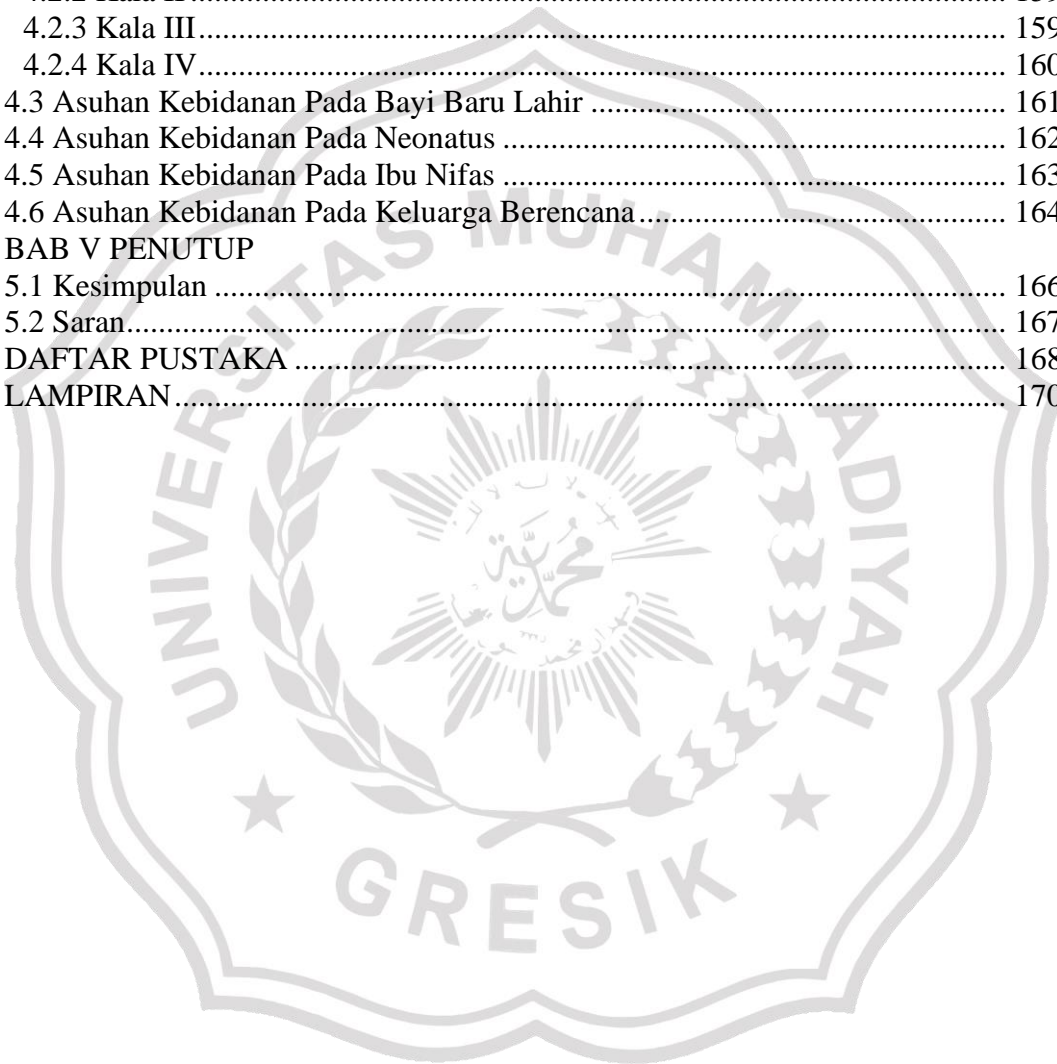 4.2.3 Kala III.......... 159
4.2.4 Kala IV.......... 160
4.3 Asuhan Kebidanan Pada Bayi Baru Lahir .......... 161
4.4 Asuhan Kebidanan Pada Neonatus .......... 162
4.5 Asuhan Kebidanan Pada Ibu Nifas .......... 163
4.6 Asuhan Kebidanan Pada Keluarga Berencana .......... 164
BAB V PENUTUP
5.1 Kesimpulan .......... 166
5.2 Saran.......... 167
DAFTAR PUSTAKA .......... 168
LAMPIRAN.......... 170
UNIVERSITAS MUHAMMADIYAH
GRESIK